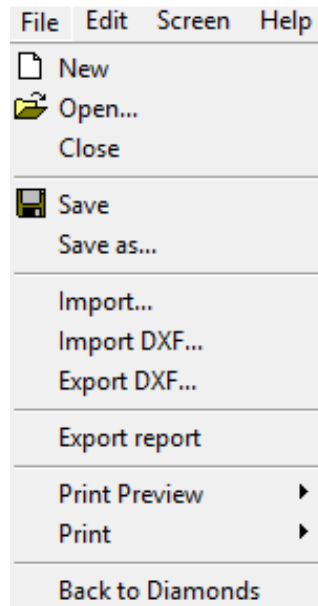 File Edit Screen Help
New
Open...
Close
Save
Save as...
Import...
Import DXF...
Export DXF...
Export report
Print Preview
Print
Back to Diamonds